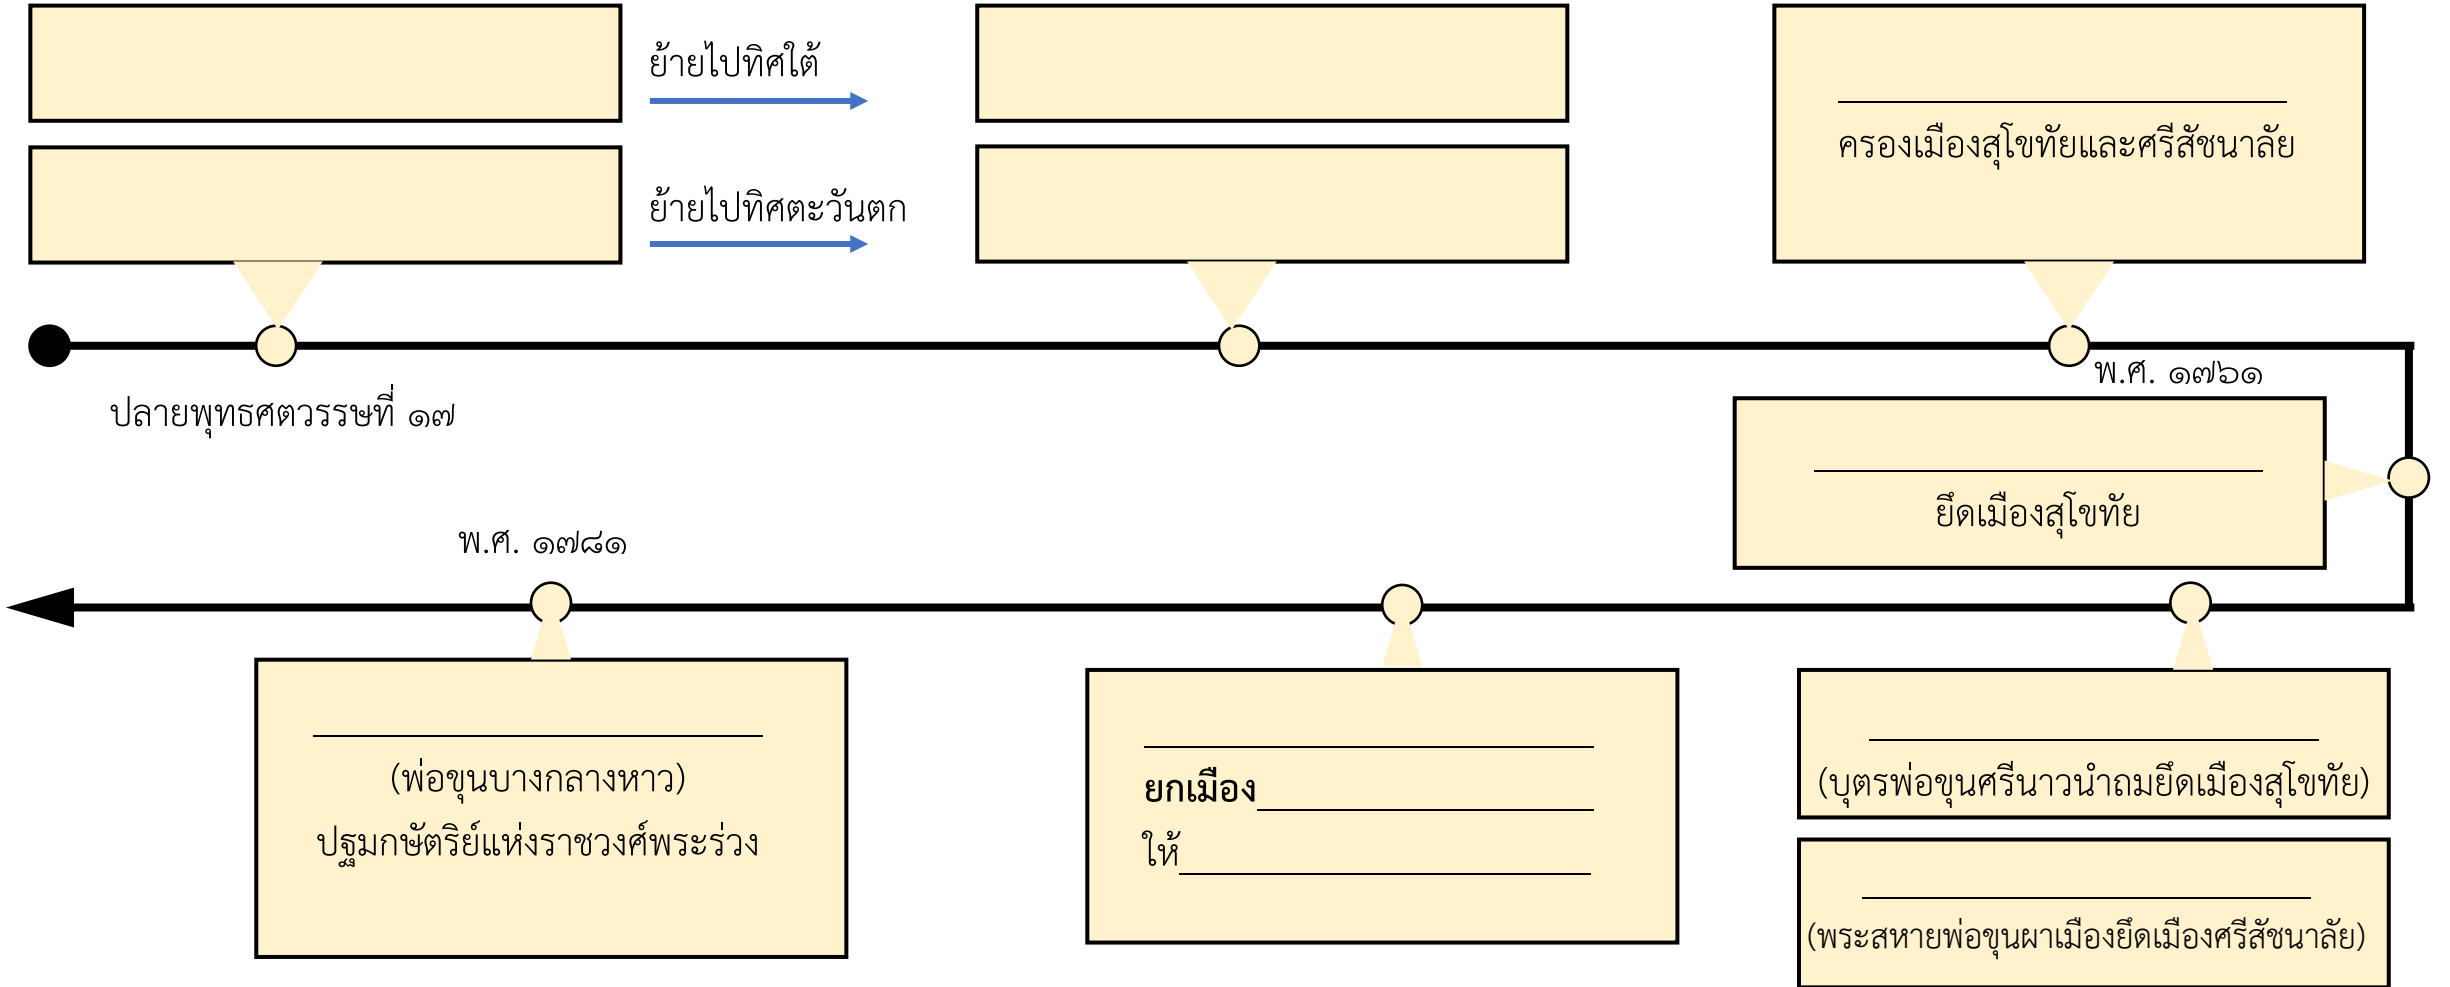 ย้ายไปทิศใต้
ย้ายไปทิศตะวันตก
ครองเมืองสุโขทัยและศรีสัชนาลัย
ปลายพุทธศตวรรษที่ ๑๗
พ.ศ. ๑๗๖๑
ยึดเมืองสุโขทัย
พ.ศ. ๑๗๘๑
(บุตรพ่อขุนศรีนาวนำถมยึดเมืองสุโขทัย)
(พระสหายพ่อขุนผาเมืองยึดเมืองศรีสัชนาลัย)
ยกเมือง
ให้
(พ่อขุนบางกลางหาว)
ปฐมกษัตริย์แห่งราชวงศ์พระร่วง